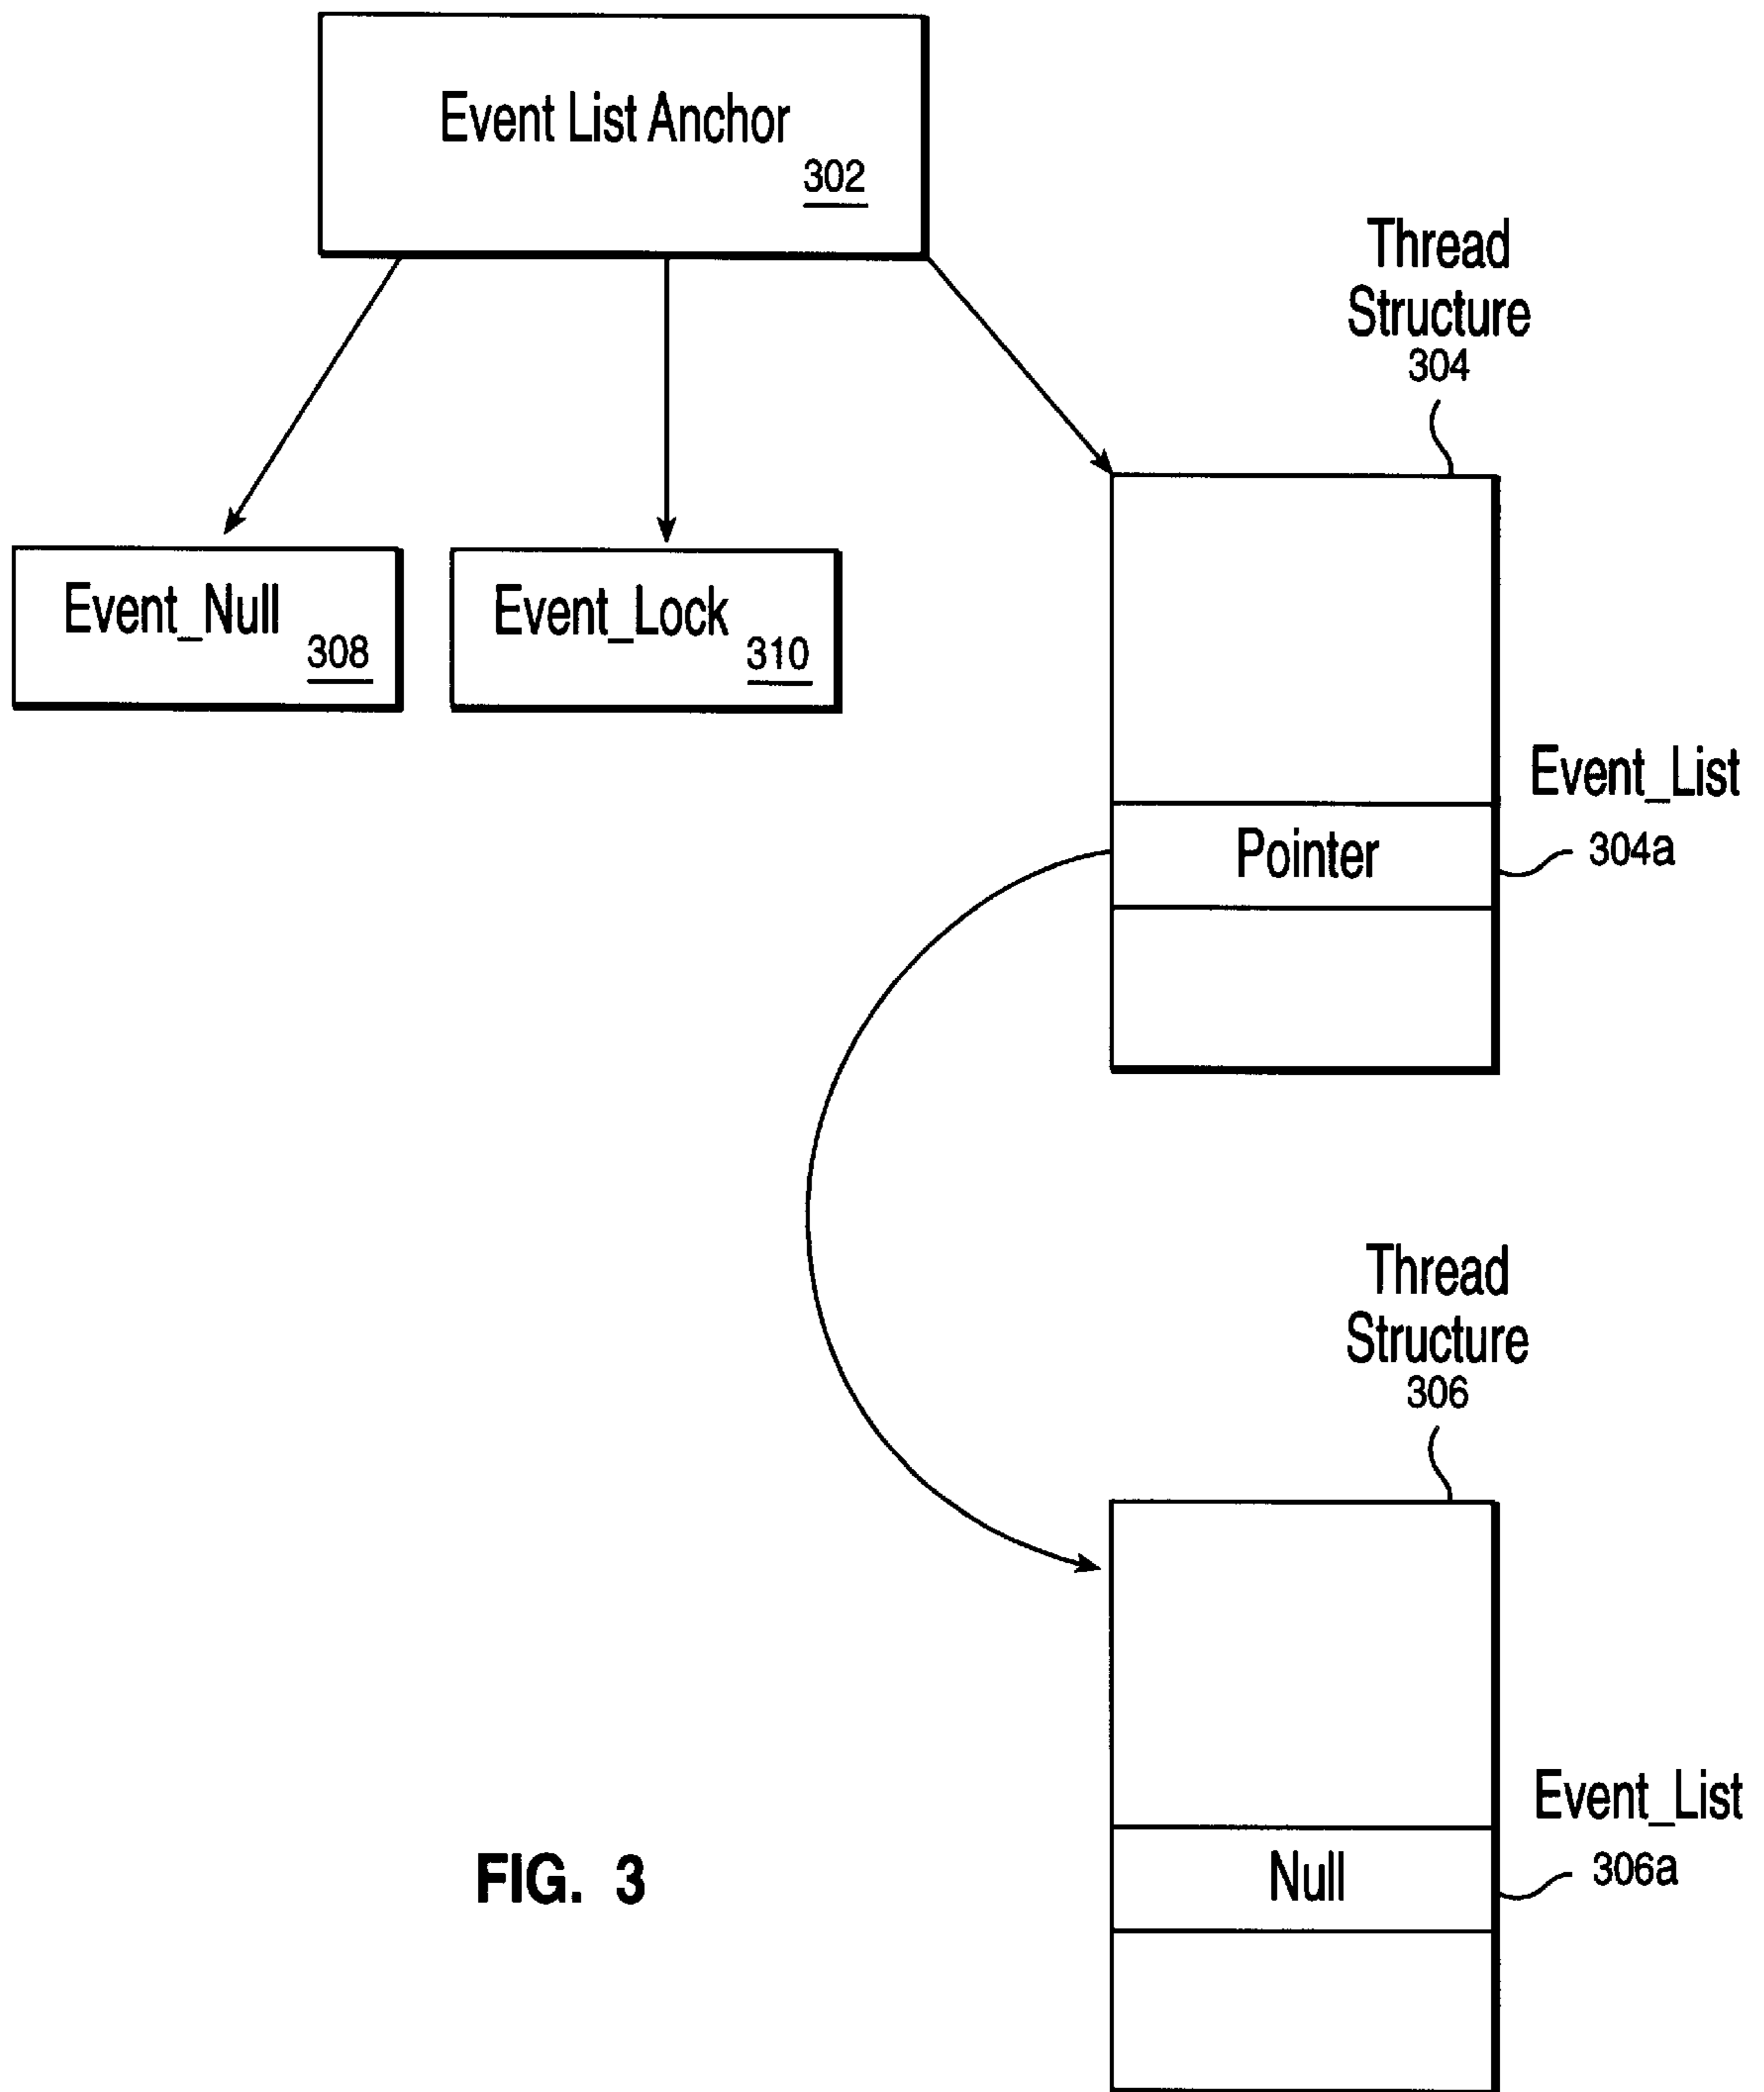 Event List Anchor
302
Thread
Structure
304
Event_Null
308
Event_Lock
310
Event_List
Pointer
304a
Thread
Structure
306
Event_List
Null
306a
FIG. 3